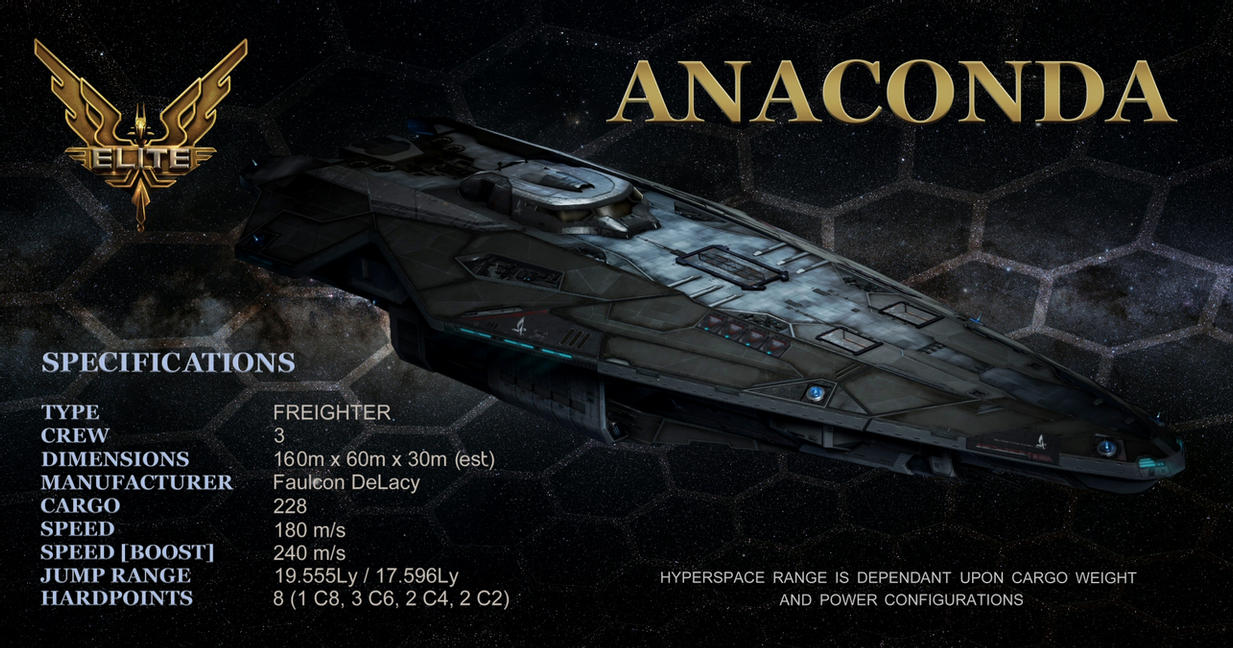 ELITE
ANACONDA
SPECIFICATIONS
TYPE FREIGHTER
CREW 3
DIMENSIONS 160m x 60m x 30m (est)
MANUFACTURER Faulcon DeLacy
CARGO 228
SPEED 180 m/s
SPEED [BOOST] 240 m/s
JUMP RANGE 19.555Ly / 17.596Ly
HARDPOINTS 8 (1 C8, 3 C6, 2 C4, 2 C2)
HYPERSPACE RANGE IS DEPENDANT UPON CARGO WEIGHT
AND POWER CONFIGURATIONS